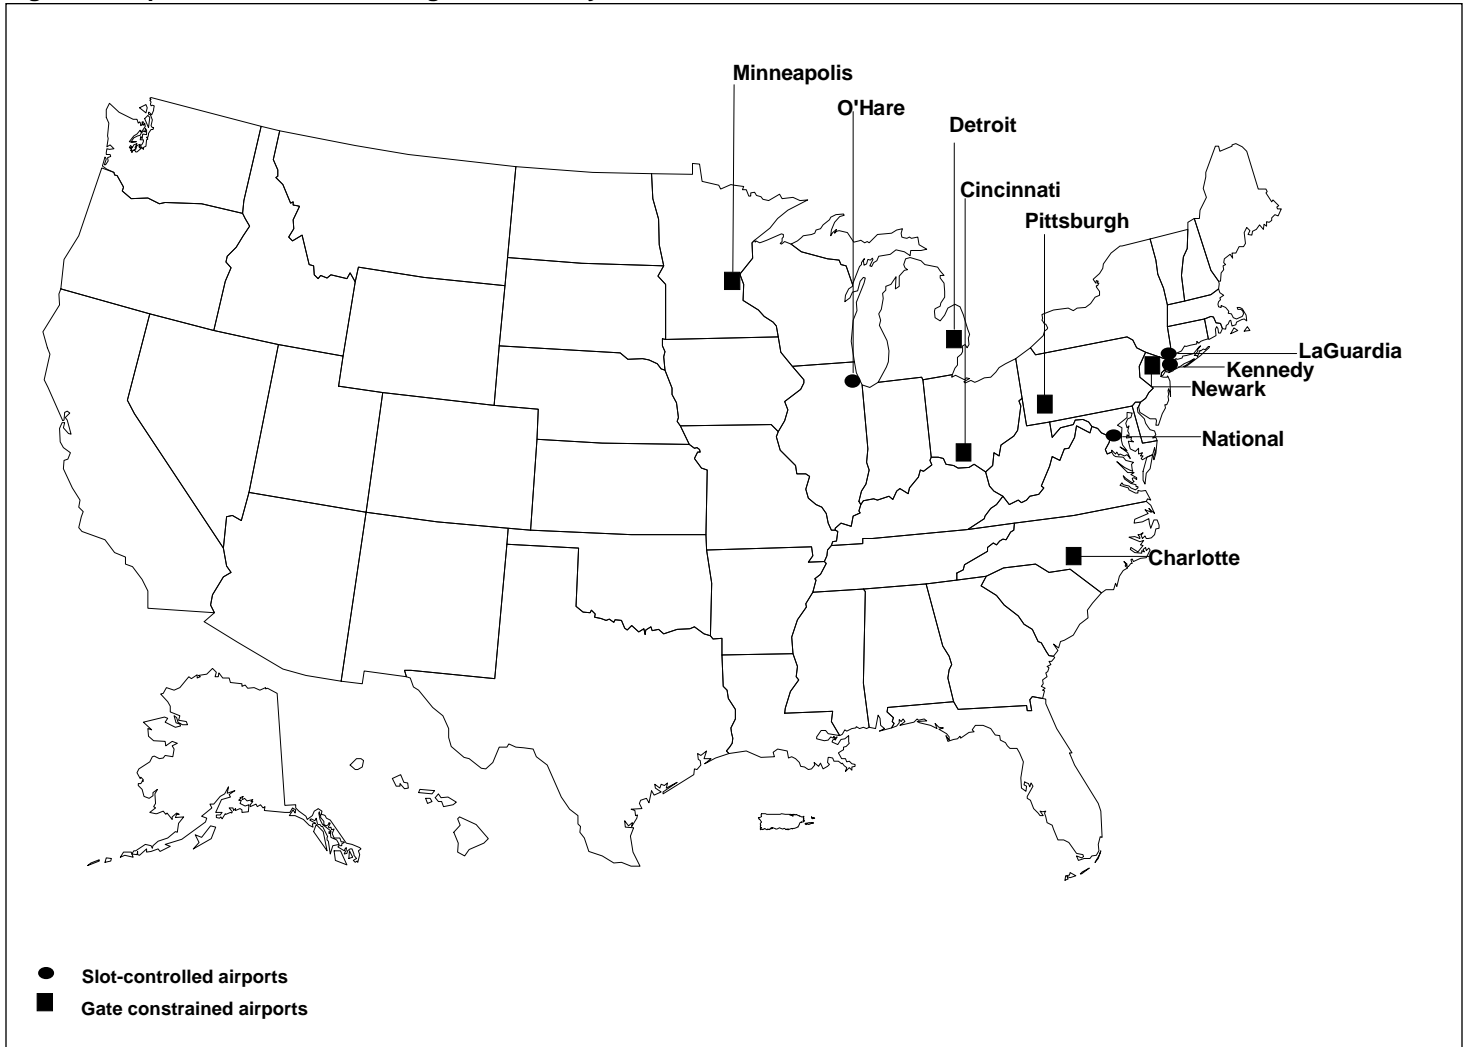 Minneapolis
O'Hare
Detroit
Cincinnati
Pittsburgh
LaGuardia
Kennedy
Newark
National
Charlotte
Slot-controlled airports
Gate constrained airports